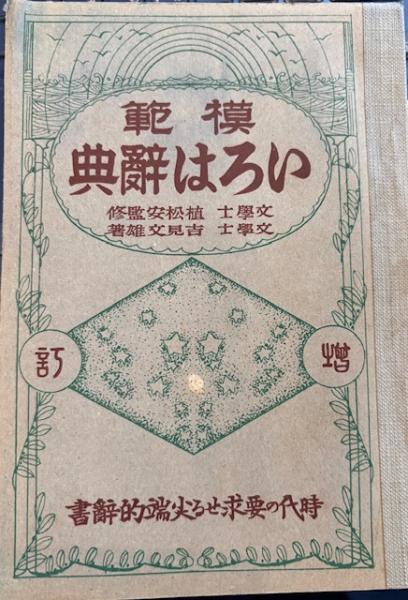 模範
いろは辭典
文學士 植松安監修
文學士 吉見文雄著
增訂
時代の要求せる尖端的辭書